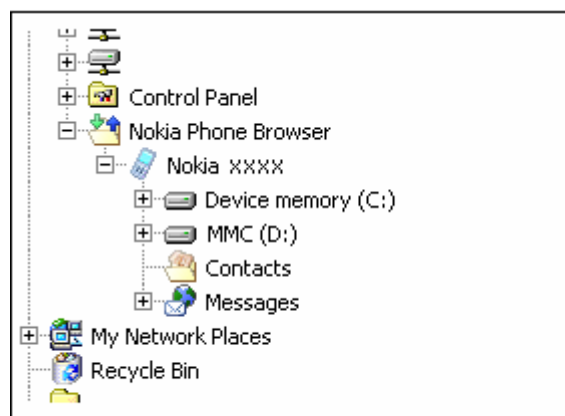 Control Panel
Nokia Phone Browser
Nokia xxxx
Device memory (C:)
MMC (D:)
Contacts
Messages
My Network Places
Recycle Bin